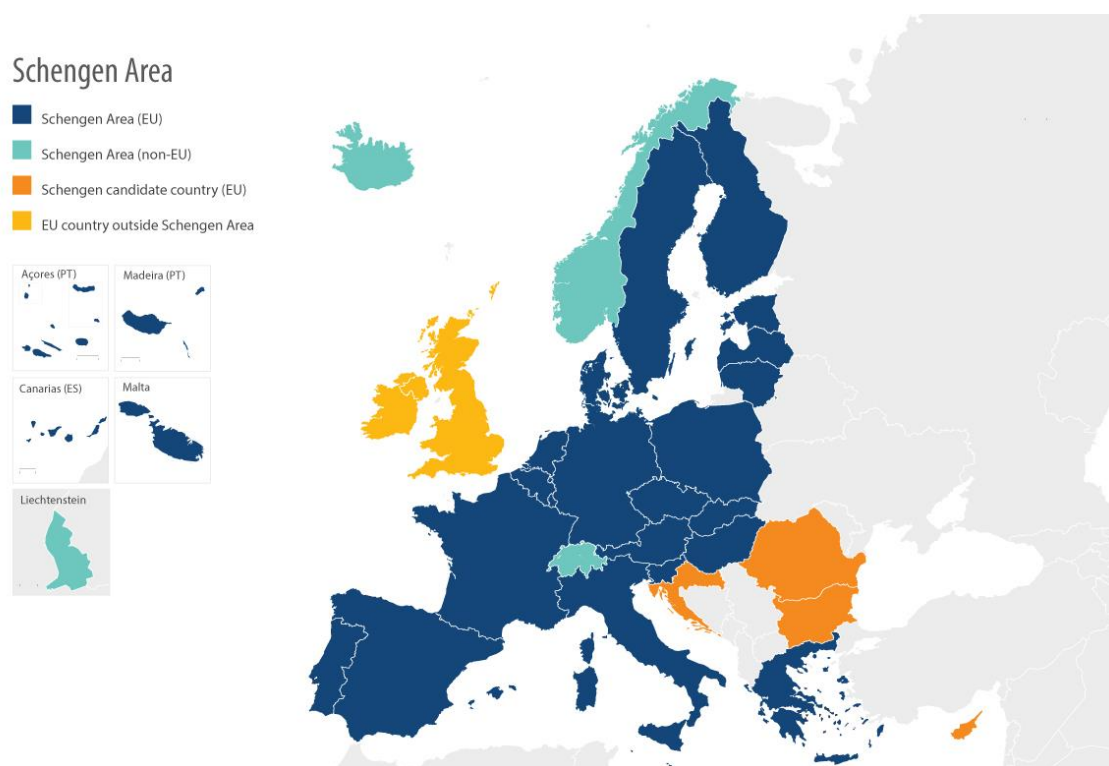 Schengen Area
Schengen Area (EU)
Schengen Area (non-EU)
Schengen candidate country (EU)
EU country outside Schengen Area
Açores (PT)
Madeira (PT)
Canarias (ES)
Malta
Liechtenstein